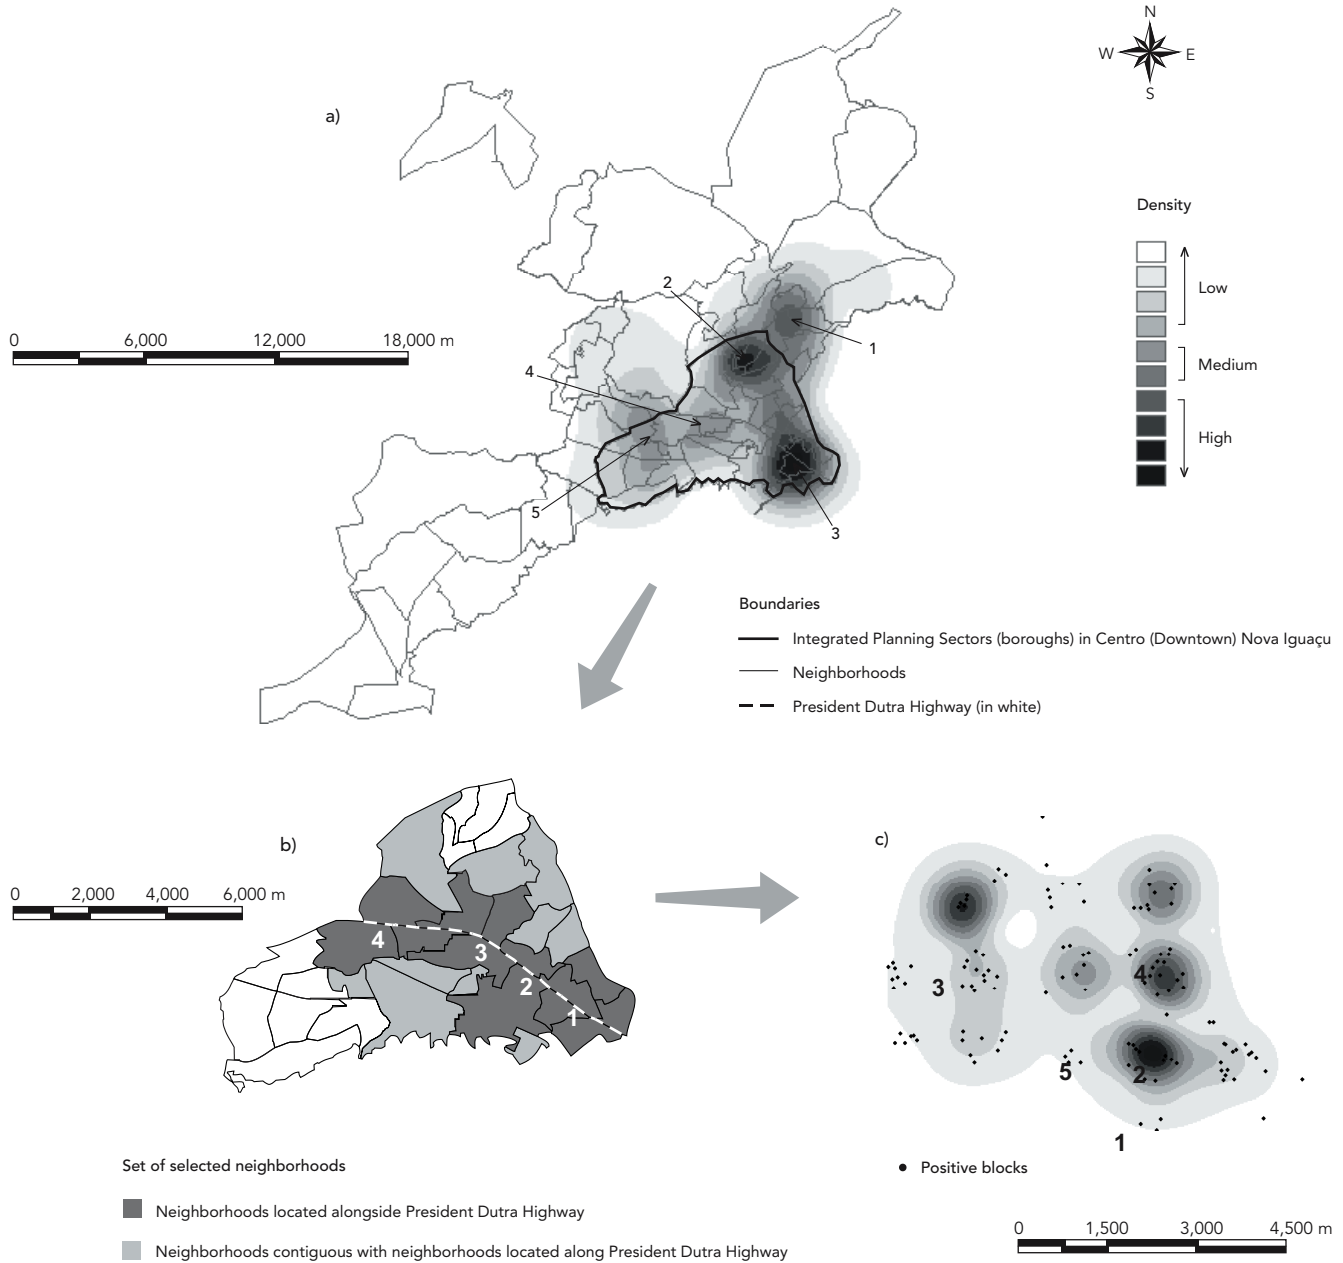 N
W E
S
a)
Density
Low
Medium
High
2
1
4
5
3
0 6,000 12,000 18,000 m
Boundaries
Integrated Planning Sectors (boroughs) in Centro (Downtown) Nova Iguaçu
Neighborhoods
President Dutra Highway (in white)
b)
0 2,000 4,000 6,000 m
4
3
2
1
Set of selected neighborhoods
Neighborhoods located alongside President Dutra Highway
Neighborhoods contiguous with neighborhoods located along President Dutra Highway
c)
3
4
5
2
1
Positive blocks
0 1,500 3,000 4,500 m